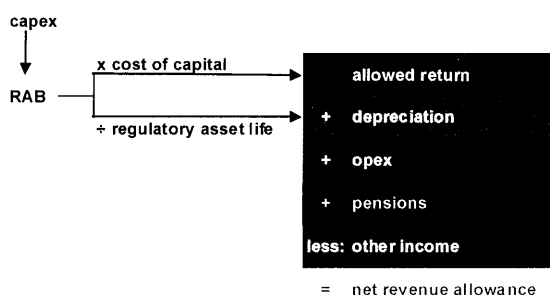 capex
x cost of capital
RAB
÷ regulatory asset life
allowed return
+ depreciation
+ opex
+ pensions
less: other income
= net revenue allowance